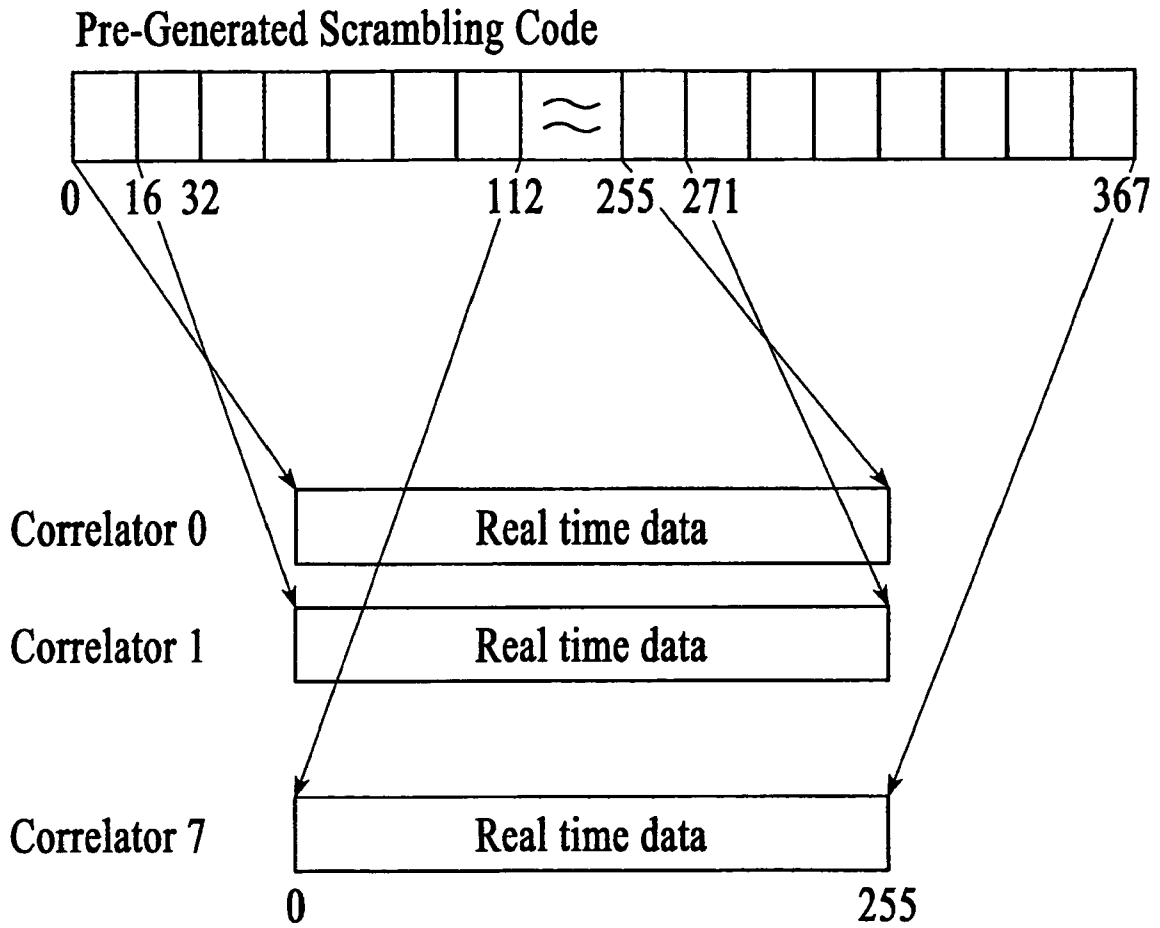 Pre-Generated Scrambling Code
0 16 32 112 255 271 367
Correlator 0 Real time data
Correlator 1 Real time data
Correlator 7 Real time data
0 255